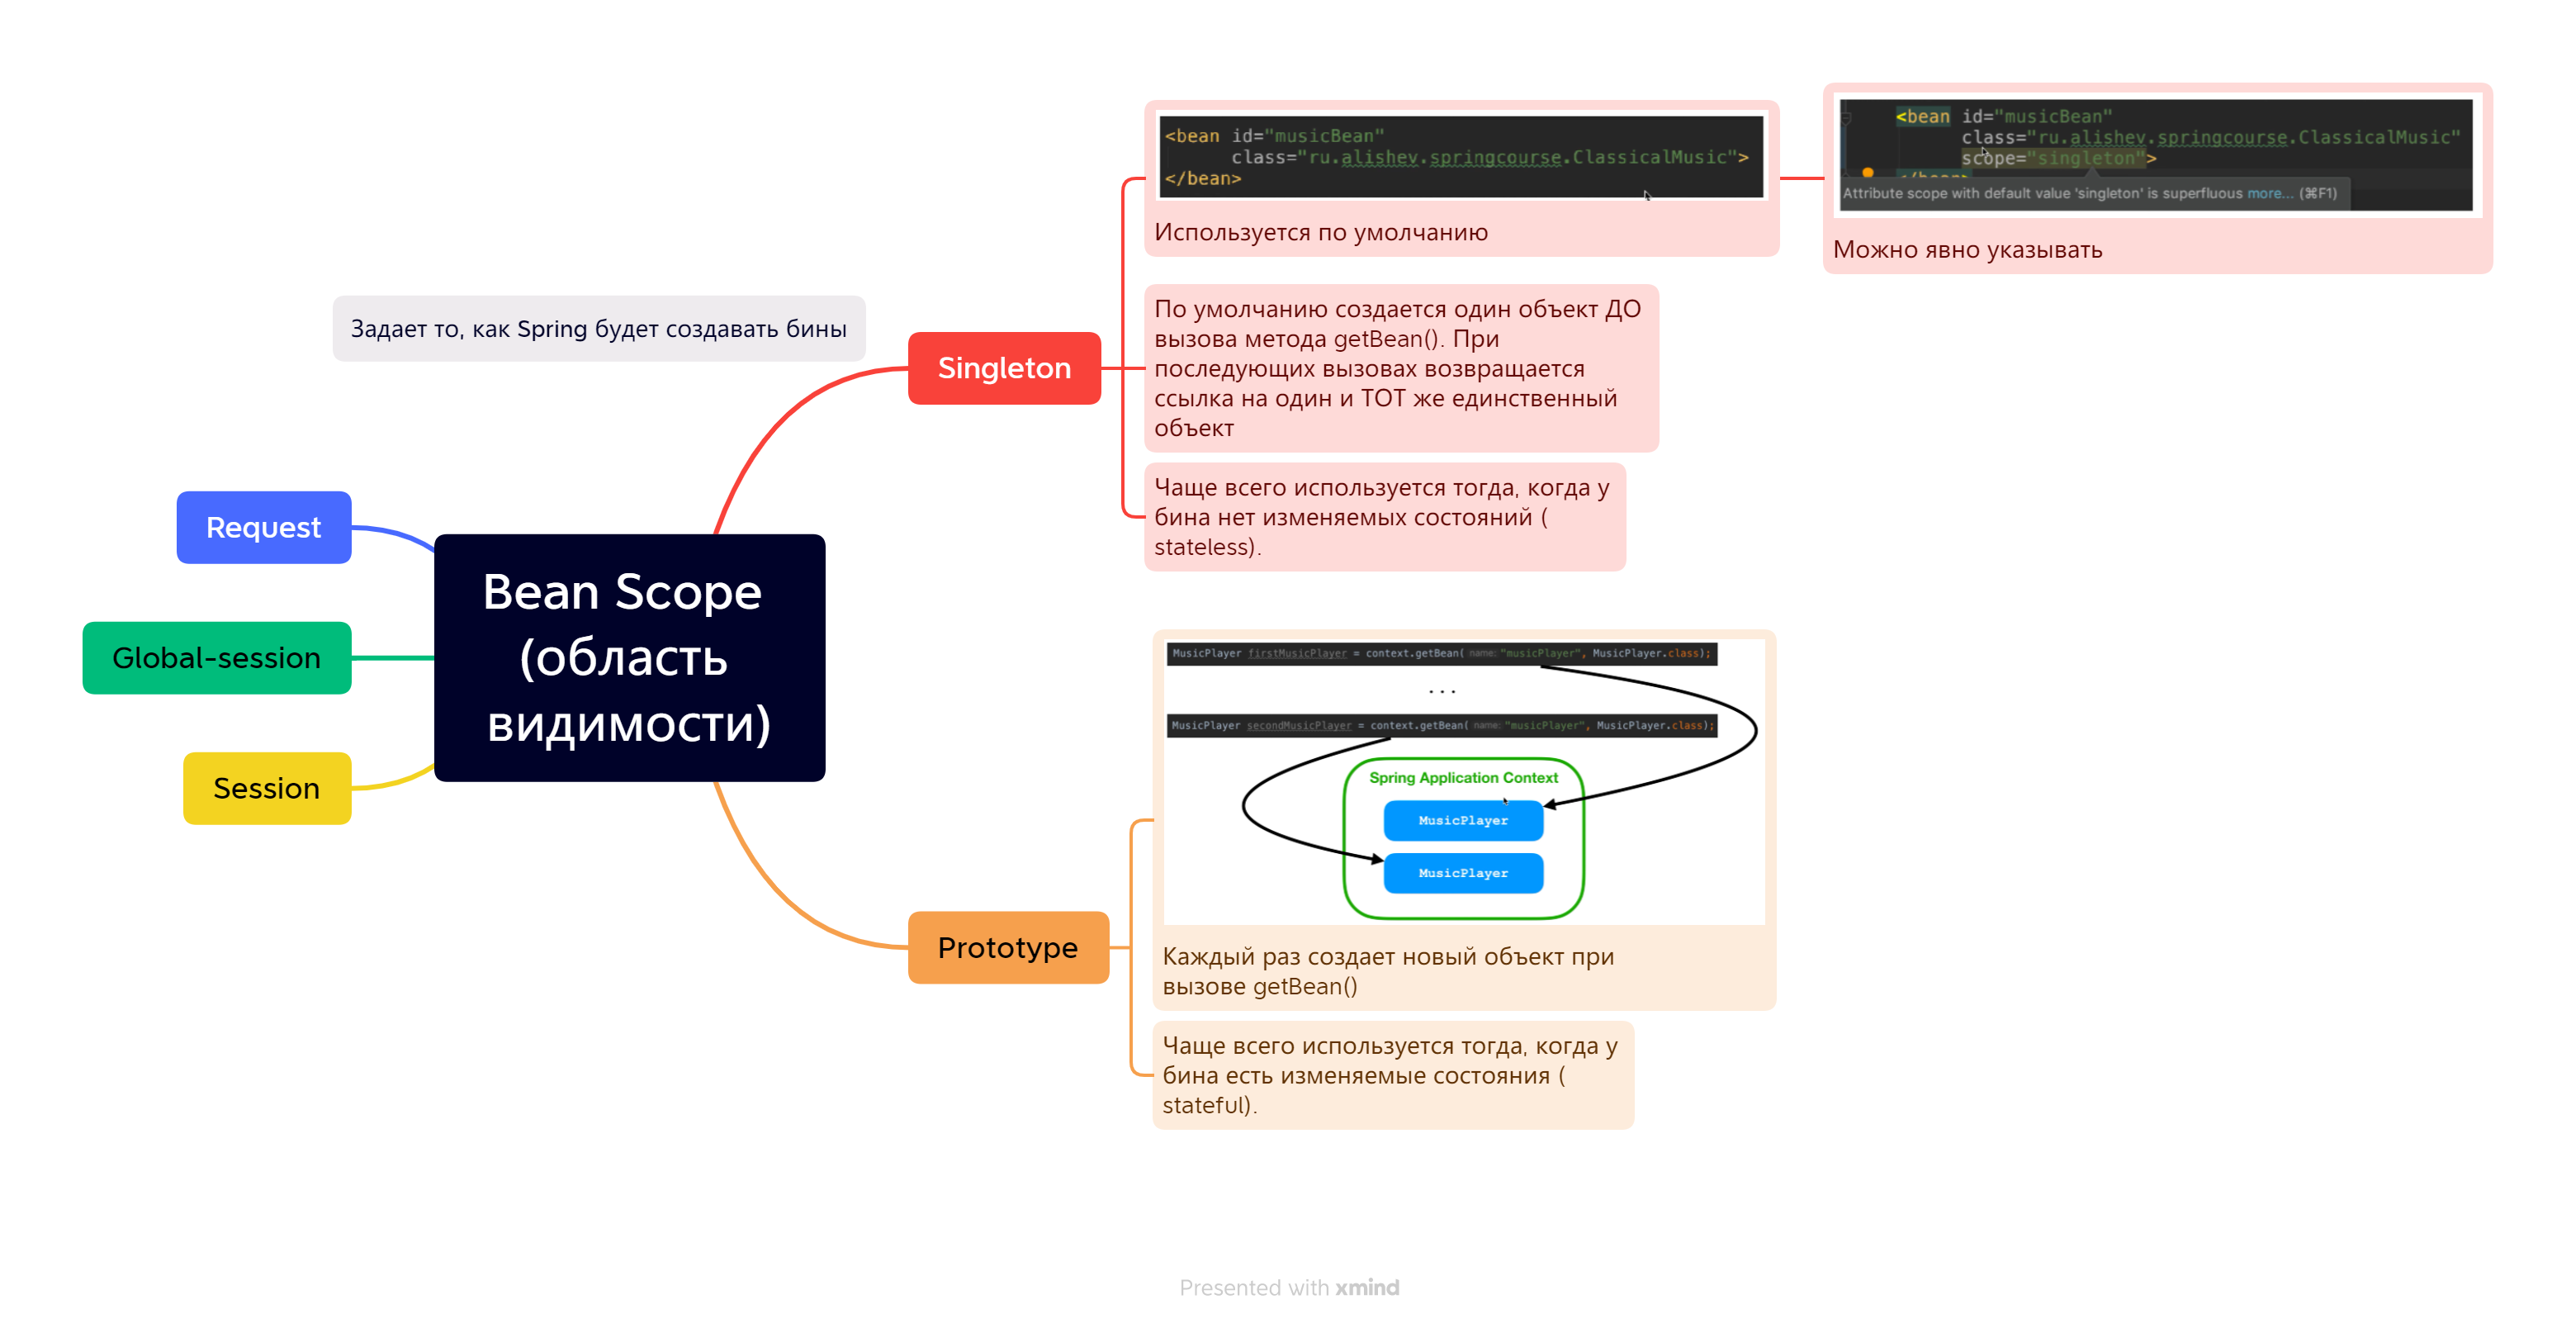 Bean Scope
(область
видимости)
Задает то, как Spring будет создавать бины
Singleton
<bean id="musicBean"
class="ru.alishev.springcourse.ClassicalMusic">
</bean>
Используется по умолчанию
<bean id="musicBean"
class="ru.alishev.springcourse.ClassicalMusic"
scope="singleton">
</bean>
Attribute scope with default value 'singleton' is superfluous more... (⌘F1)
Можно явно указывать
По умолчанию создается один объект ДО
вызова метода getBean(). При
последующих вызовах возвращается
ссылка на один и ТОТ же единственный
объект
Чаще всего используется тогда, когда у
бина нет изменяемых состояний (
stateless).
Prototype
MusicPlayer firstMusicPlayer = context.getBean( name: "musicPlayer", MusicPlayer.class);
...
MusicPlayer secondMusicPlayer = context.getBean( name: "musicPlayer", MusicPlayer.class);
Spring Application Context
MusicPlayer
MusicPlayer
Каждый раз создает новый объект при
вызове getBean()
Чаще всего используется тогда, когда у
бина есть изменяемые состояния (
stateful).
Request
Global-session
Session
Presented with xmind